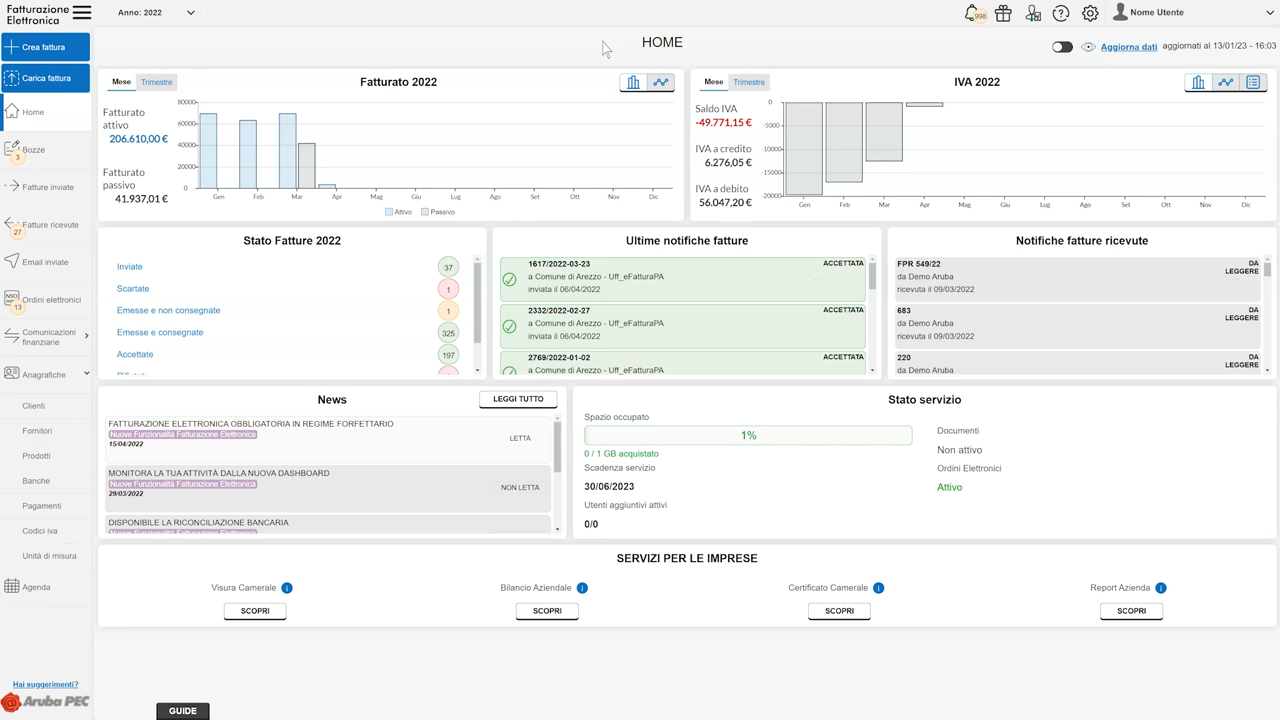 Fatturazione
Elettronica
Anno: 2022
998
Nome Utente
Crea fattura
Carica fattura
Home
Bozze
3
Fatture inviate
Fatture ricevute
27
Email inviate
NSO
Ordini elettronici
13
Comunicazioni
finanziarie
Anagrafiche
Clienti
Fornitori
Prodotti
Banche
Pagamenti
Codici iva
Unità di misura
Agenda
Hai suggerimenti?
Aruba PEC
HOME
Aggiorna dati aggiornati al 13/01/23 - 16:03
Mese Trimestre
Fatturato 2022
Fatturato
attivo
206.610,00 €
Fatturato
passivo
41.937,01 €
80000
60000
40000
20000
0
Gen Feb Mar Apr Mag Giu Lug Ago Set Ott Nov Dic
Attivo Passivo
Mese Trimestre
IVA 2022
Saldo IVA
-49.771,15 €
IVA a credito
6.276,05 €
IVA a debito
56.047,20 €
0
-5000
-10000
-15000
-20000
Gen Feb Mar Apr Mag Giu Lug Ago Set Ott Nov Dic
Stato Fatture 2022
Inviate 37
Scartate 1
Emesse e non consegnate 1
Emesse e consegnate 325
Accettate 197
Ultime notifiche fatture
1617/2022-03-23 ACCETTATA
a Comune di Arezzo - Uff_eFatturaPA
inviata il 06/04/2022
2332/2022-02-27 ACCETTATA
a Comune di Arezzo - Uff_eFatturaPA
inviata il 06/04/2022
2769/2022-01-02 ACCETTATA
a Comune di Arezzo - Uff_eFatturaPA
Notifiche fatture ricevute
FPR 549/22 DA LEGGERE
da Demo Aruba
ricevuta il 09/03/2022
683 DA LEGGERE
da Demo Aruba
ricevuta il 09/03/2022
220 DA LEGGERE
da Demo Aruba
News
LEGGI TUTTO
FATTURAZIONE ELETTRONICA OBBLIGATORIA IN REGIME FORFETTARIO
Nuove Funzionalità Fatturazione Elettronica
15/04/2022
LETTA
MONITORA LA TUA ATTIVITÀ DALLA NUOVA DASHBOARD
Nuove Funzionalità Fatturazione Elettronica
29/03/2022
NON LETTA
DISPONIBILE LA RICONCILIAZIONE BANCARIA
Stato servizio
Spazio occupato
1%
0 / 1 GB acquistato
Scadenza servizio
30/06/2023
Utenti aggiuntivi attivi
0/0
Documenti
Non attivo
Ordini Elettronici
Attivo
SERVIZI PER LE IMPRESE
Visura Camerale i
SCOPRI
Bilancio Aziendale i
SCOPRI
Certificato Camerale i
SCOPRI
Report Azienda i
SCOPRI
GUIDE